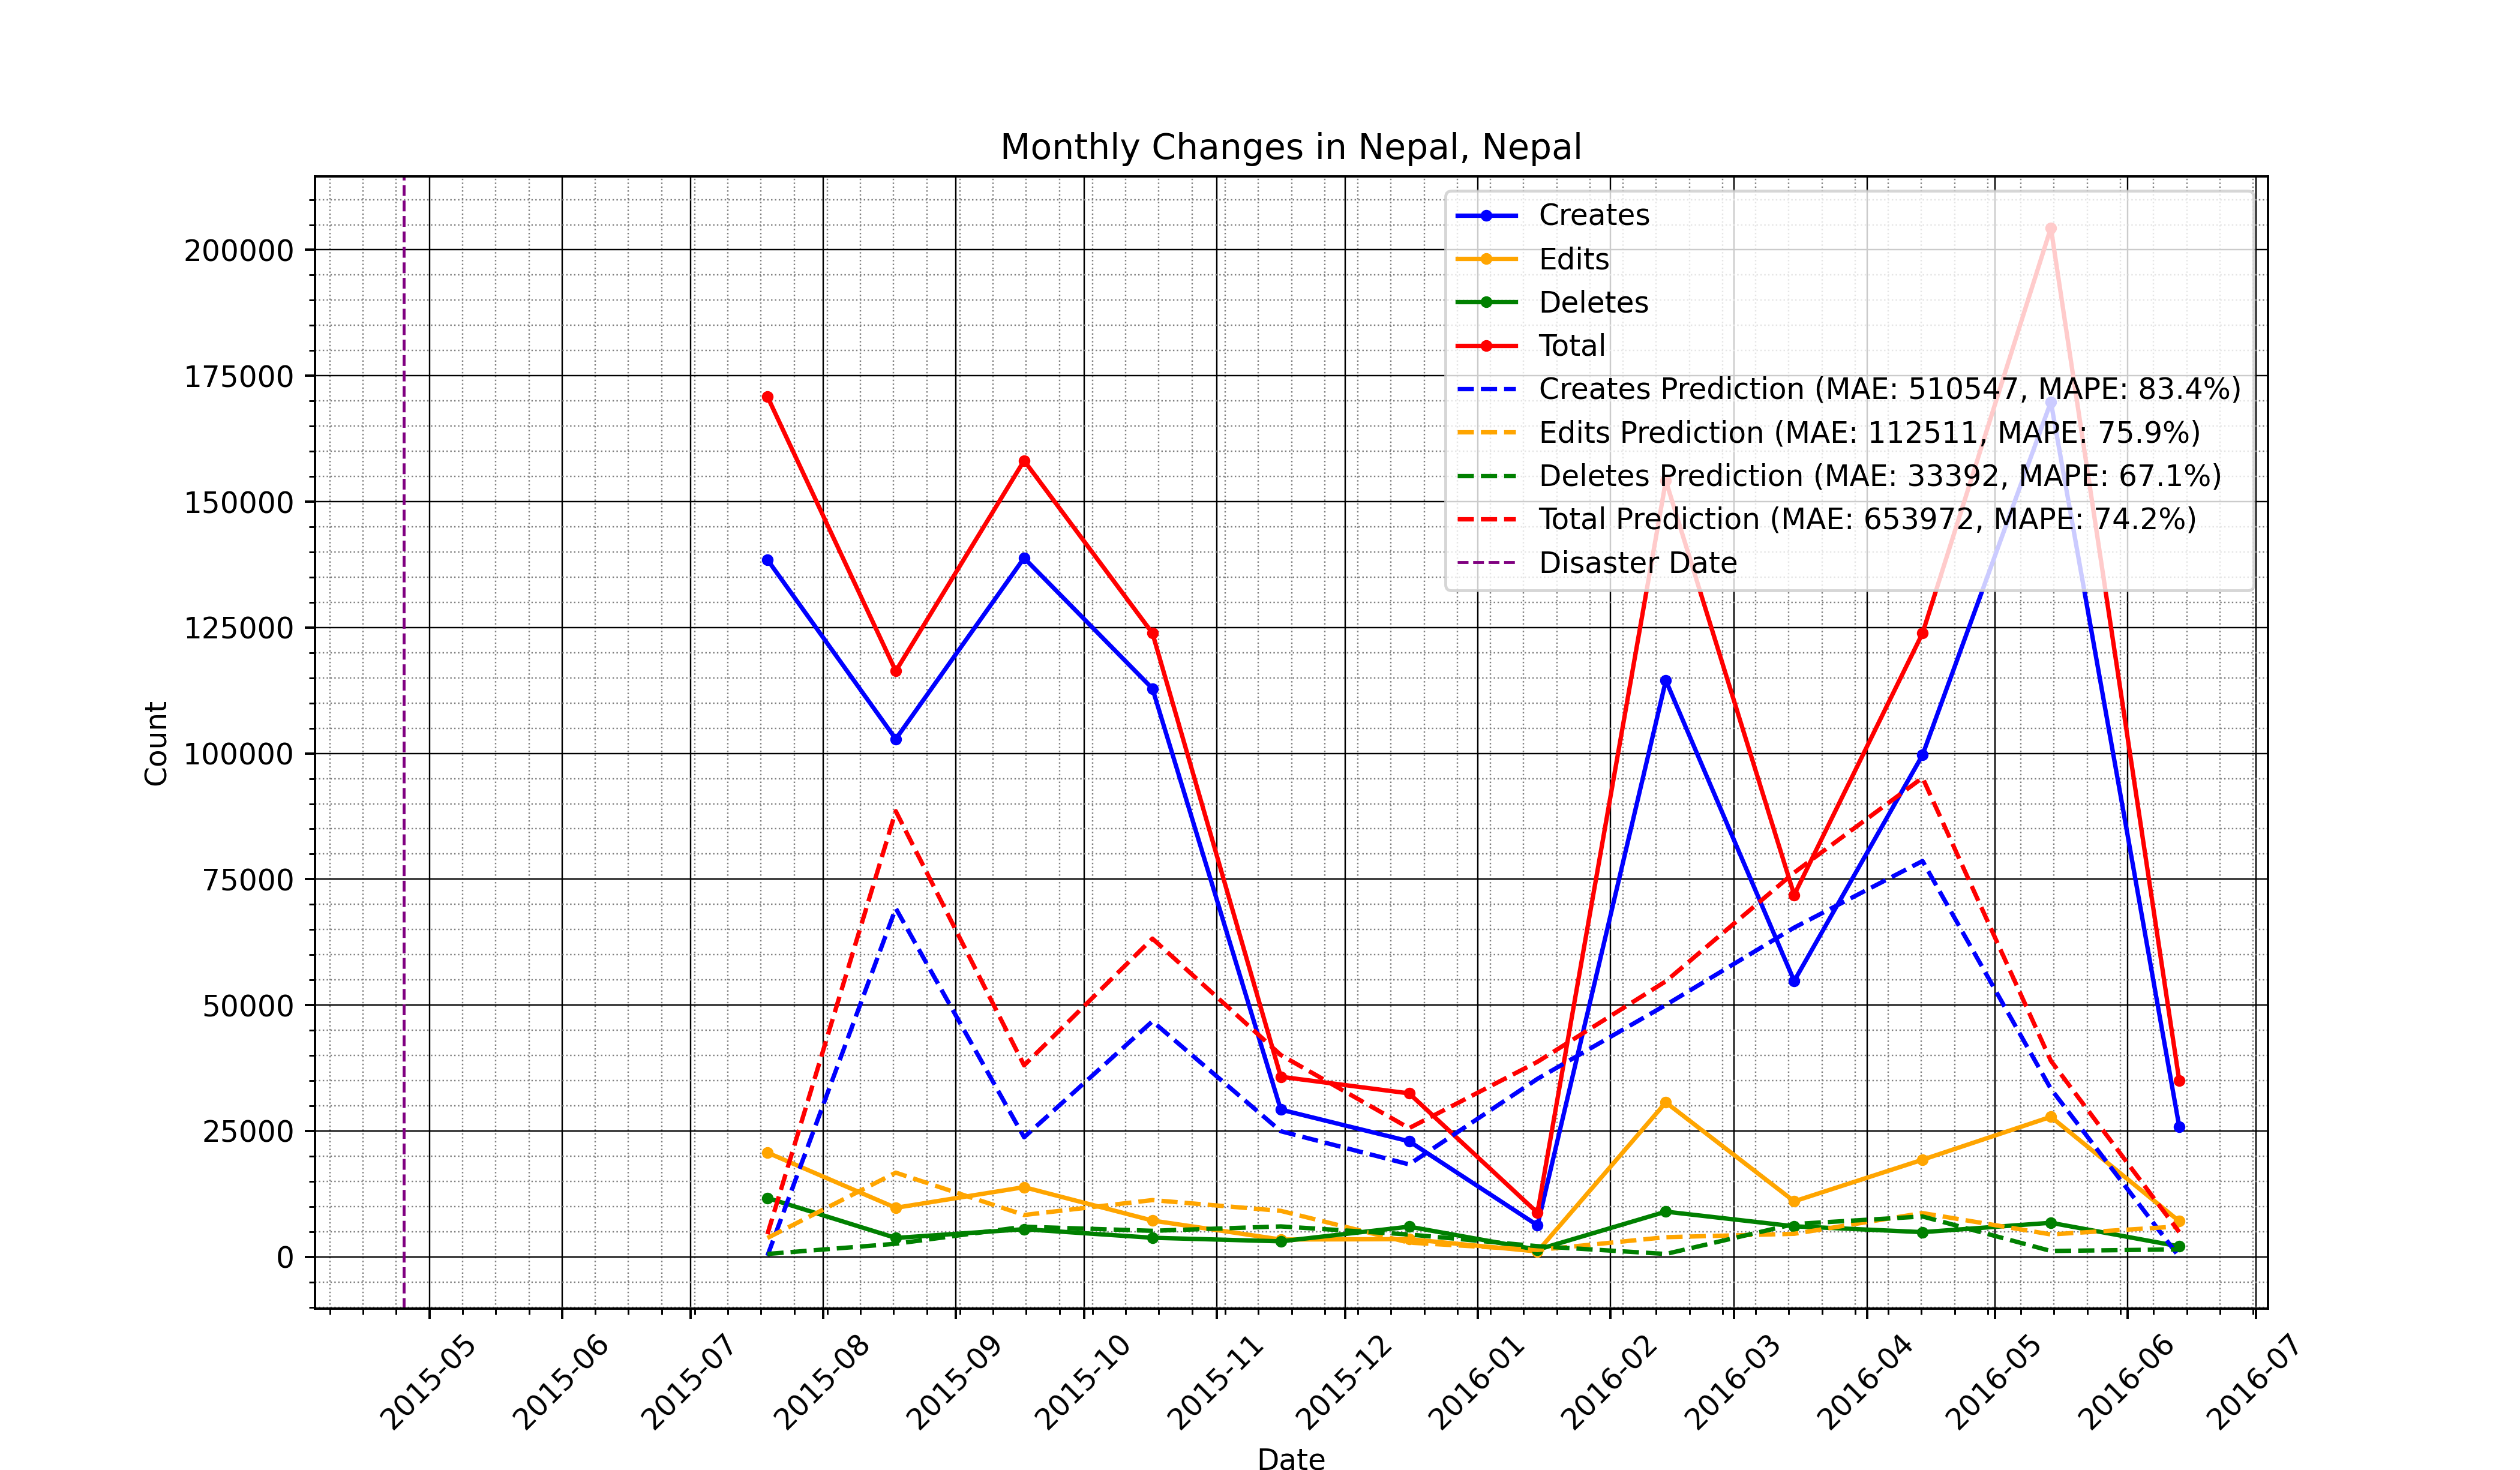 Monthly Changes in Nepal, Nepal
Creates
Edits
Deletes
Total
Creates Prediction (MAE: 510547, MAPE: 83.4%)
Edits Prediction (MAE: 112511, MAPE: 75.9%)
Deletes Prediction (MAE: 33392, MAPE: 67.1%)
Total Prediction (MAE: 653972, MAPE: 74.2%)
Disaster Date
Count
200000
175000
150000
125000
100000
75000
50000
25000
0
2015-05
2015-06
2015-07
2015-08
2015-09
2015-10
2015-11
2015-12
2016-01
2016-02
2016-03
2016-04
2016-05
2016-06
2016-07
Date